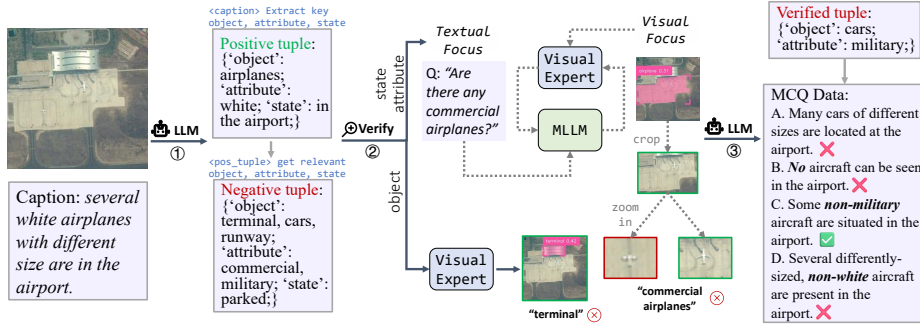 <caption> Extract key
object, attribute, state
Positive tuple:
{'object':
airplanes;
'attribute':
white; 'state': in
the airport;}
LLM
①
<pos_tuple> get relevant
object, attribute, state
Negative tuple:
{'object':
terminal, cars,
runway;
'attribute':
commercial,
military; 'state':
parked;}
Caption: several
white airplanes
with different
size are in the
airport.
Verify
②
state
attribute
object
Textual
Focus
Q: "Are
there any
commercial
airplanes?"
Visual
Expert
MLLM
Visual
Focus
airplane 0.31
crop
zoom
in
"commercial
airplanes"
Visual
Expert
terminal 0.42
"terminal"
LLM
③
Verified tuple:
{'object': cars;
'attribute': military;}
MCQ Data:
A. Many cars of different
sizes are located at the
airport.
B. No aircraft can be seen
in the airport.
C. Some non-military
aircraft are situated in the
airport.
D. Several differently-
sized, non-white aircraft
are present in the
airport.